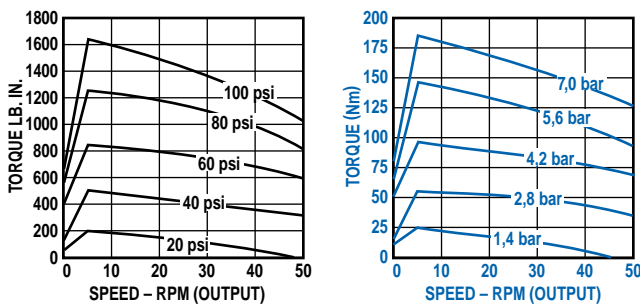 TORQUE LB. IN.
1800
1600
1400
1200
1000
800
600
400
200
0
100 psi
80 psi
60 psi
40 psi
20 psi
0 10 20 30 40 50
SPEED – RPM (OUTPUT)
TORQUE (Nm)
200
175
150
125
100
75
50
25
0
7,0 bar
5,6 bar
4,2 bar
2,8 bar
1,4 bar
0 10 20 30 40 50
SPEED – RPM (OUTPUT)